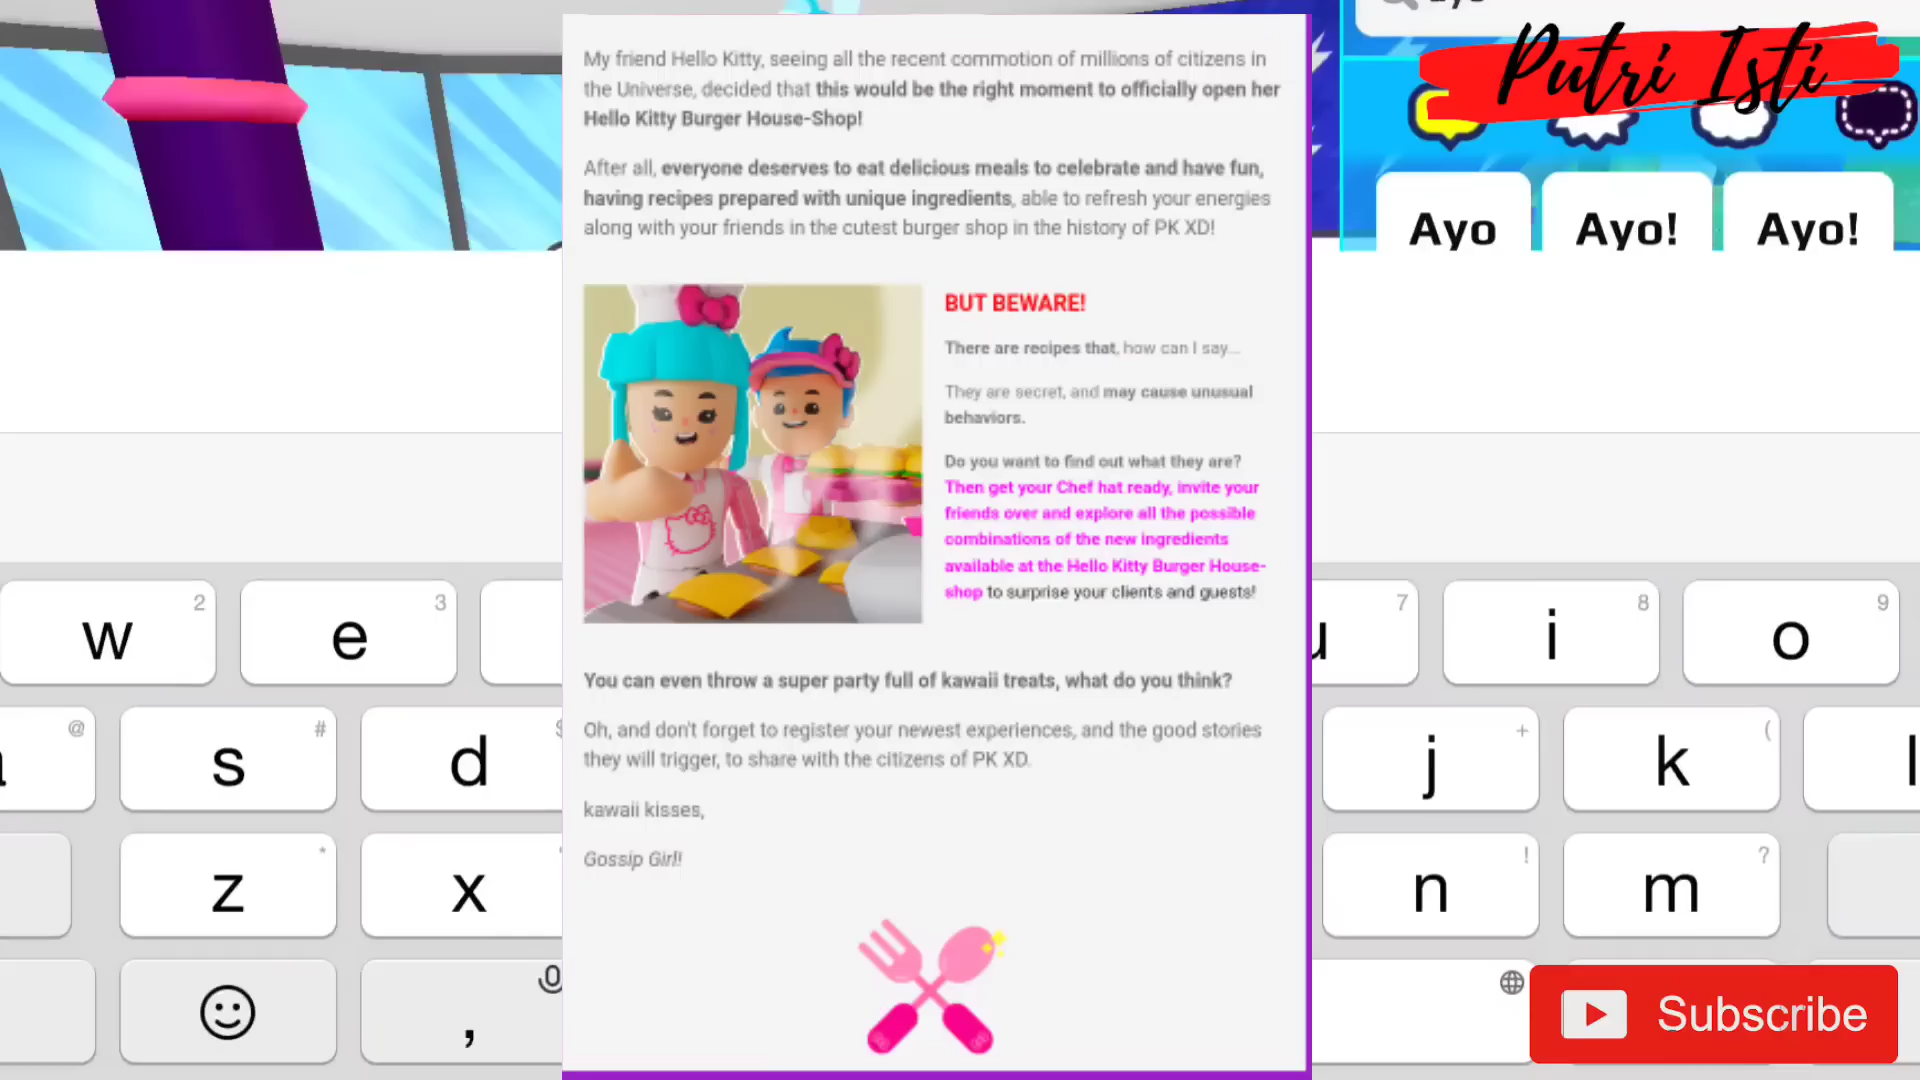 My friend Hello Kitty, seeing all the recent commotion of millions of citizens in
the Universe, decided that this would be the right moment to officially open her
Hello Kitty Burger House-Shop!
After all, everyone deserves to eat delicious meals to celebrate and have fun,
having recipes prepared with unique ingredients, able to refresh your energies
along with your friends in the cutest burger shop in the history of PK XD!
BUT BEWARE!
There are recipes that, how can I say...
They are secret, and may cause unusual
behaviors.
Do you want to find out what they are?
Then get your Chef hat ready, invite your
friends over and explore all the possible
combinations of the new ingredients
available at the Hello Kitty Burger House-
shop to surprise your clients and guests!
You can even throw a super party full of kawaii treats, what do you think?
Oh, and don't forget to register your newest experiences, and the good stories
they will trigger, to share with the citizens of PK XD.
kawaii kisses,
Gossip Girl!
Putri Isti
Ayo Ayo! Ayo!
w 2 e 3 u 7 i 8 o 9
@ s # d j + k ( l
z * x n ! m ?
,
Subscribe